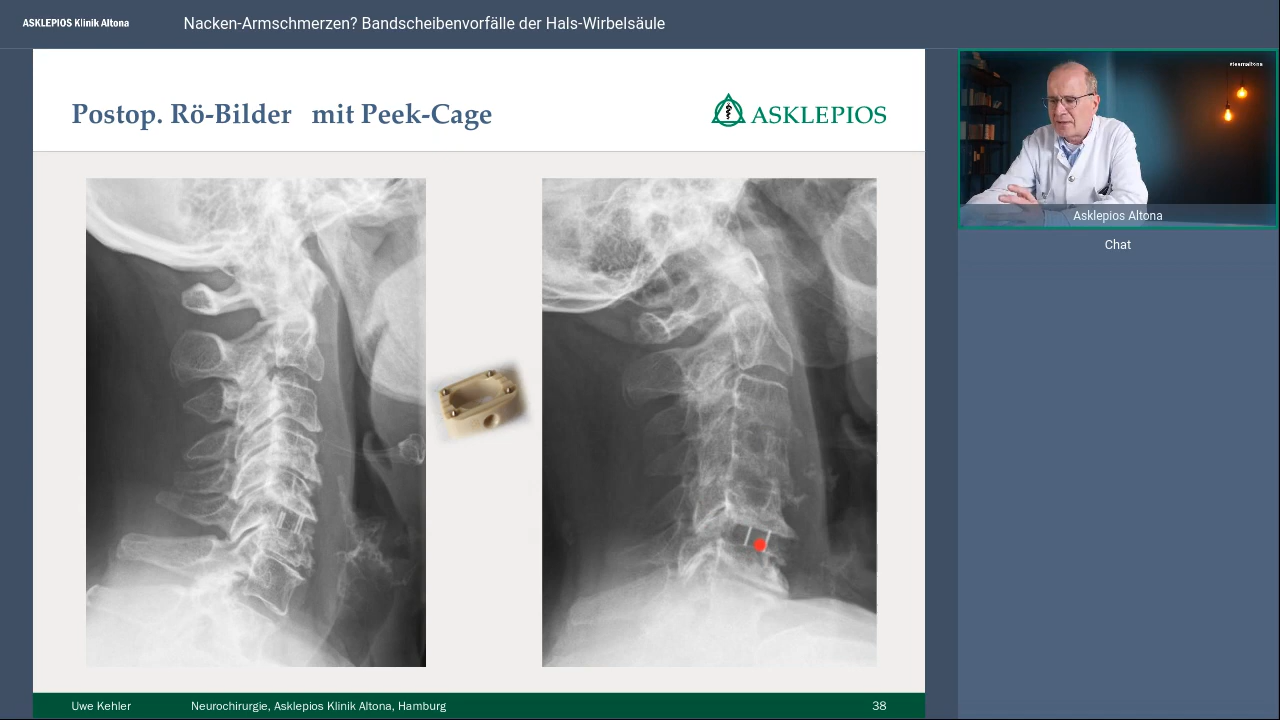 ASKLEPIOS Klinik Altona
Nacken-Armschmerzen? Bandscheibenvorfälle der Hals-Wirbelsäule
Postop. Rö-Bilder mit Peek-Cage
ASKLEPIOS
#teamaltona
Asklepios Altona
Chat
Uwe Kehler
Neurochirurgie, Asklepios Klinik Altona, Hamburg
38